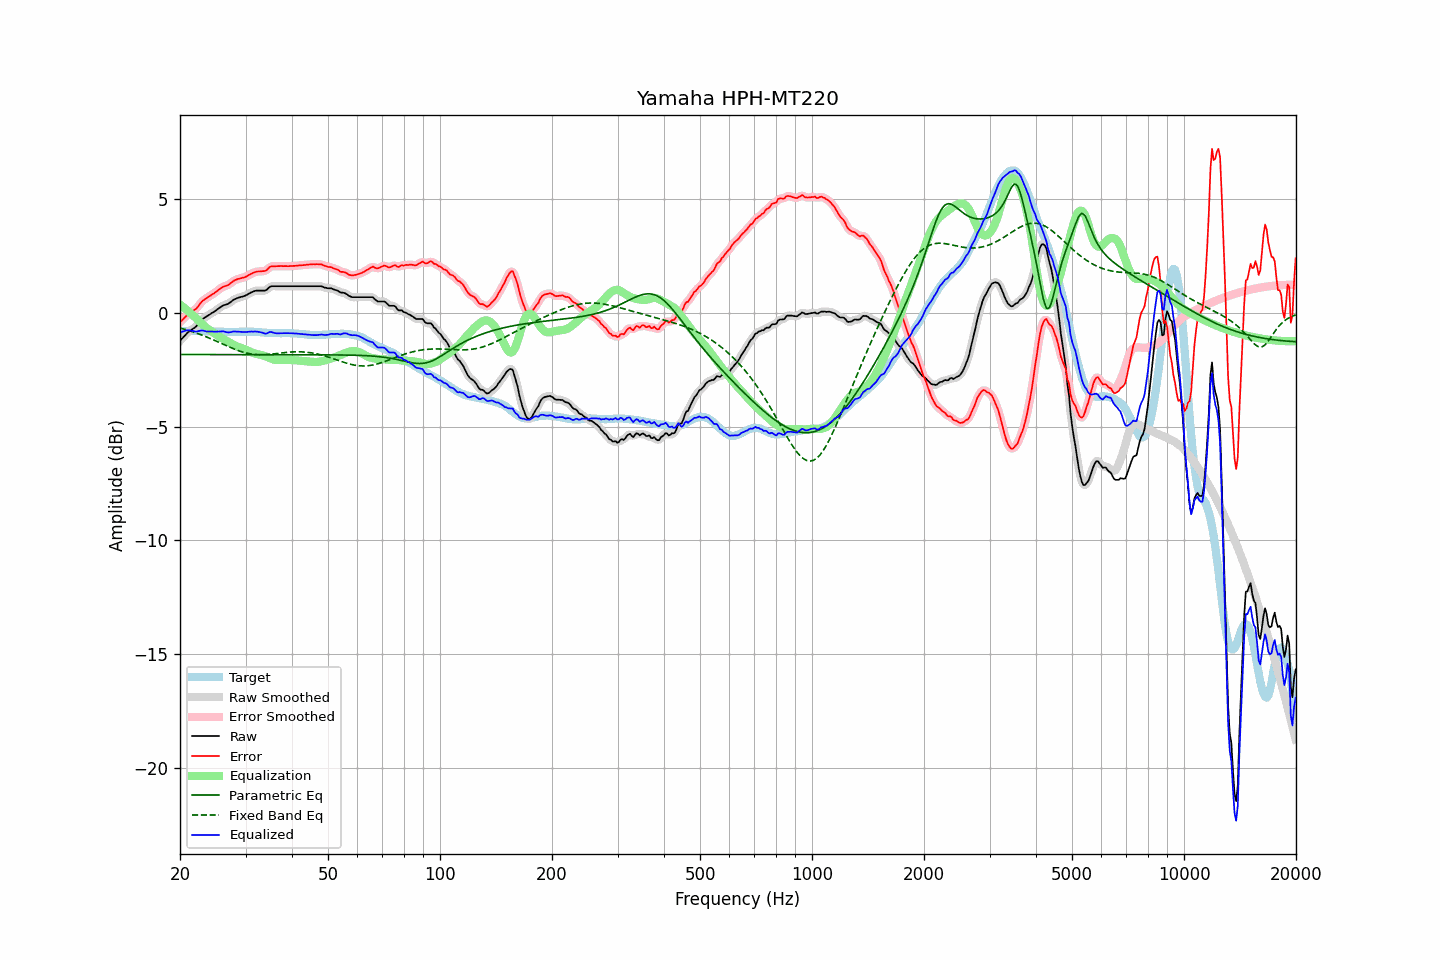 Yamaha HPH-MT220
Amplitude (dBr)
5
0
−5
−10
−15
−20
Target
Raw Smoothed
Error Smoothed
Raw
Error
Equalization
Parametric Eq
Fixed Band Eq
Equalized
20 50 100 200 500 1000 2000 5000 10000 20000
Frequency (Hz)